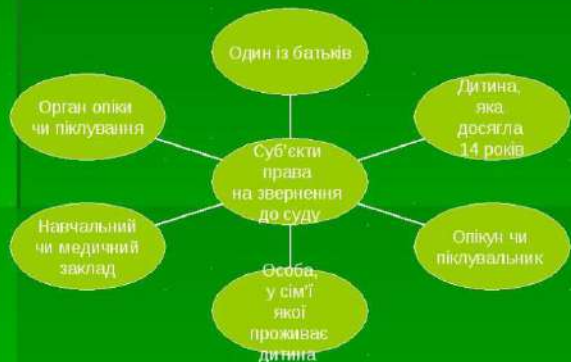 Один із батьків
Орган опіки
чи піклування
Дитина,
яка
досягла
14 років
Суб'єкти
права
на звернення
до суду
Навчальний
чи медичний
заклад
Опікун чи
піклувальник
Особа,
у сім'ї
якої
проживає
дитина